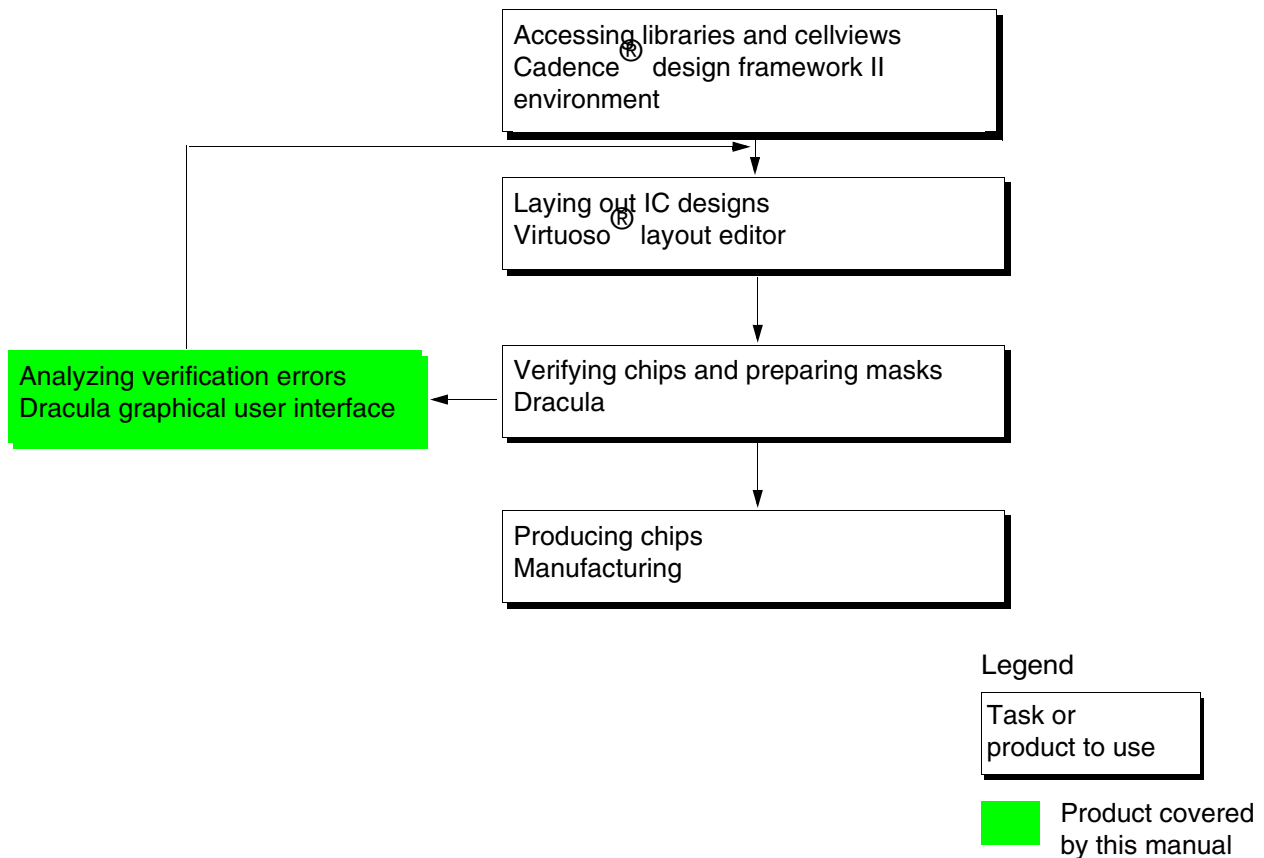 Accessing libraries and cellviews
Cadence® design framework II
environment
Laying out IC designs
Virtuoso® layout editor
Analyzing verification errors
Dracula graphical user interface
Verifying chips and preparing masks
Dracula
Producing chips
Manufacturing
Legend
Task or
product to use
Product covered
by this manual